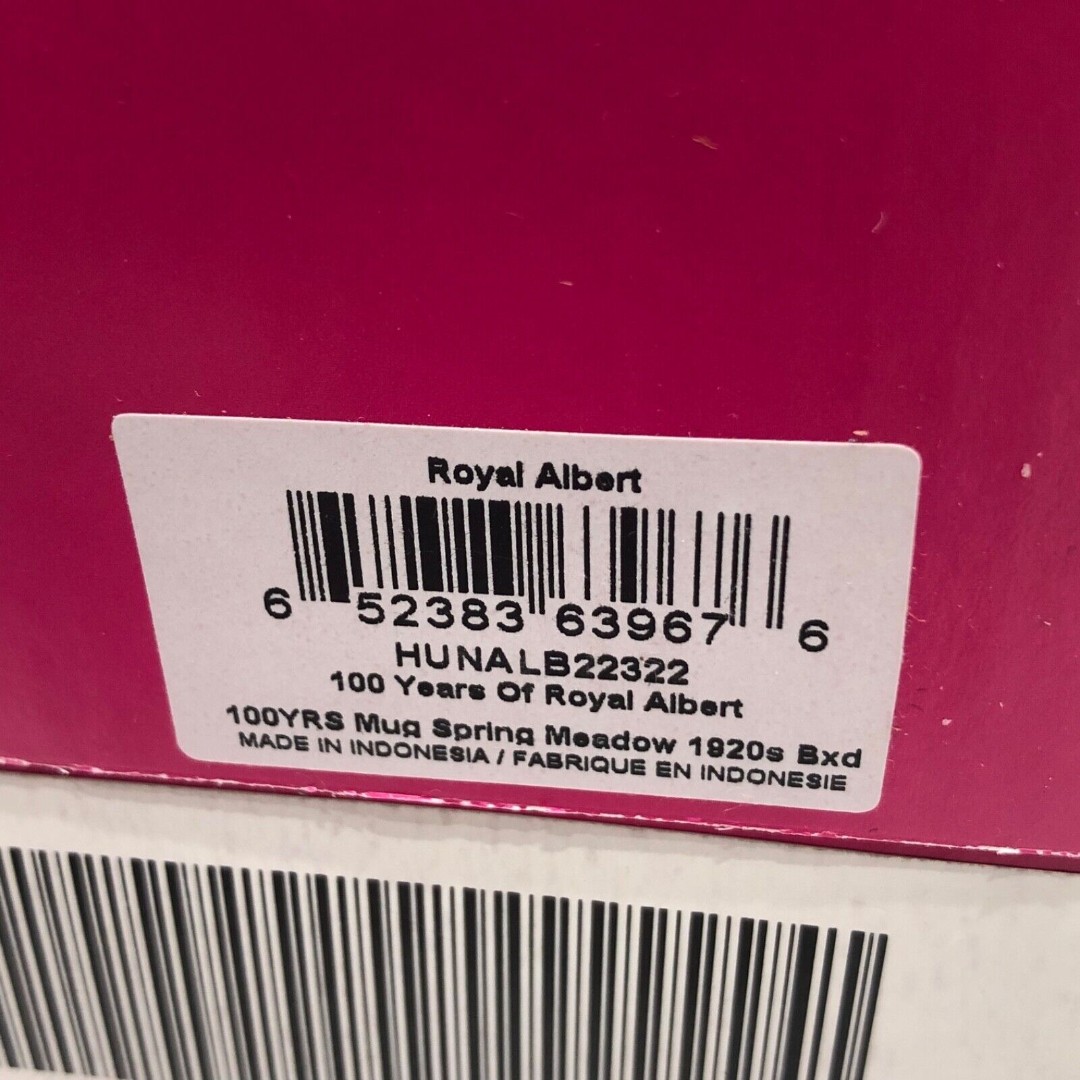 Royal Albert
6 52383 63967 6
HUNALB22322
100 Years Of Royal Albert
100YRS Mug Spring Meadow 1920s Bxd
MADE IN INDONESIA / FABRIQUE EN INDONESIE